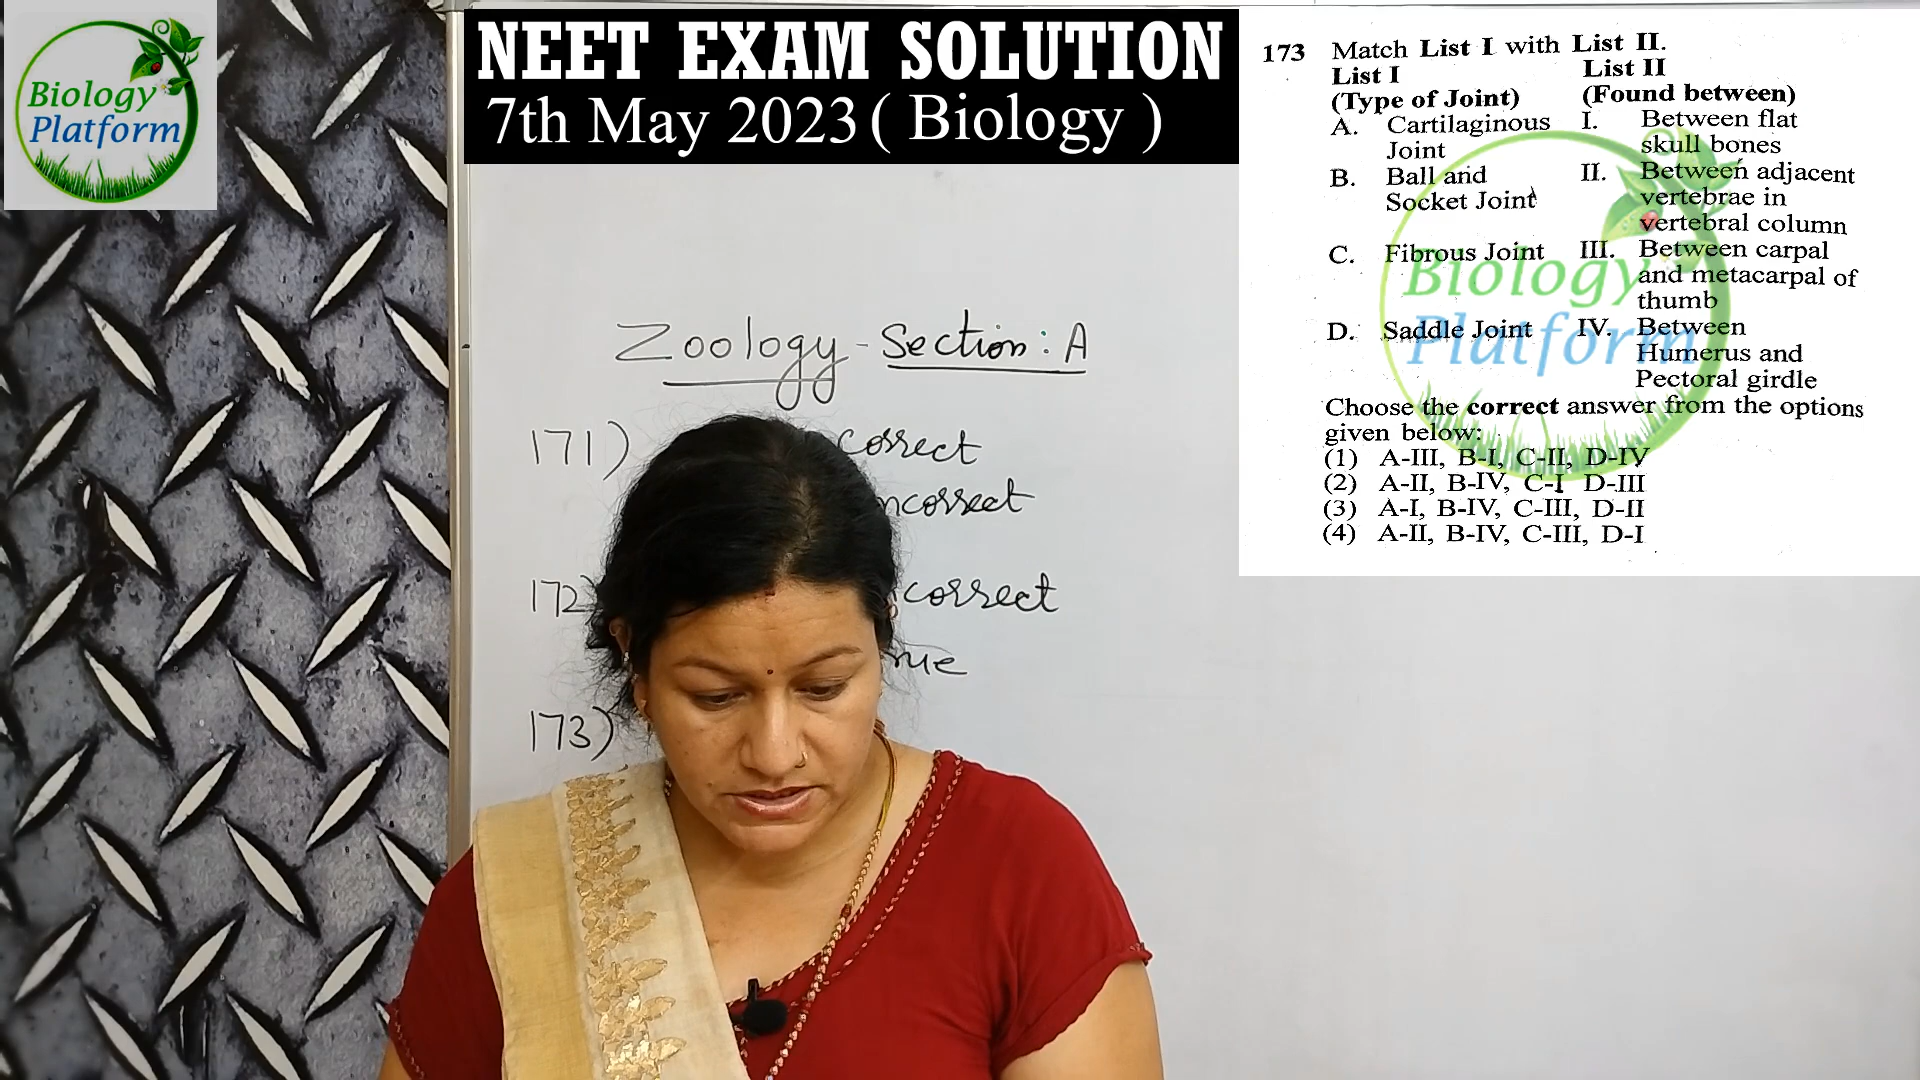 Biology
Platform
NEET EXAM SOLUTION
7th May 2023 ( Biology )
Zoology - Section : A
171)
correct
ncorrect
172)
correct
173)
173 Match List I with List II.
List I List II
(Type of Joint) (Found between)
A. Cartilaginous Joint I. Between flat skull bones
B. Ball and Socket Joint II. Between adjacent vertebrae in vertebral column
C. Fibrous Joint III. Between carpal and metacarpal of thumb
D. Saddle Joint IV. Between Humerus and Pectoral girdle
Choose the correct answer from the options
given below:
(1) A-III, B-I, C-II, D-IV
(2) A-II, B-IV, C-I D-III
(3) A-I, B-IV, C-III, D-II
(4) A-II, B-IV, C-III, D-I
Biology
Platform